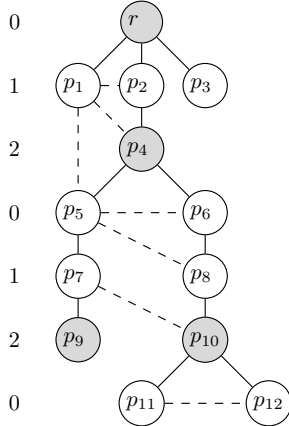 0 r
1 p₁ p₂ p₃
2 p₄
0 p₅ p₆
1 p₇ p₈
2 p₉ p₁₀
0 p₁₁ p₁₂